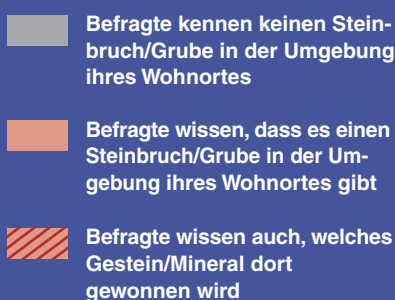 Befragte kennen keinen Stein-
bruch/Grube in der Umgebung
ihres Wohnortes
Befragte wissen, dass es einen
Steinbruch/Grube in der Um-
gebung ihres Wohnortes gibt
Befragte wissen auch, welches
Gestein/Mineral dort
gewonnen wird